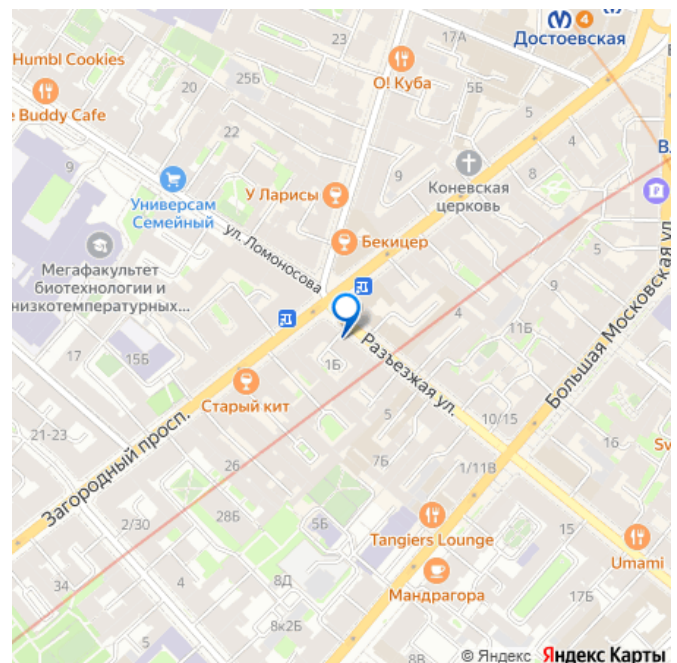 23
17А
4
Достоевская
Humbl Cookies
О! Куба
20
25Б
5Б
e Buddy Cafe
5
4
22
В
9
Универсам
Семейный
У Ларисы
9
Коневская
церковь
8
Бекицер
5
ул. Ломоносова
Мегафакультет
биотехнологии и
низкотемпературных...
9
4
11Б
17
15Б
1Б
Разъезжая ул.
Большая Московская ул.
Старый кит
5
10/15
21-23
Загородный просп.
16
Sv
26
7Б
1/11В
28Б
5Б
2/30
Tangiers Lounge
15
Umami
34
4
8Д
Мандрагора
17Б
8к2Б
5
8В
© Яндекс Яндекс Карты